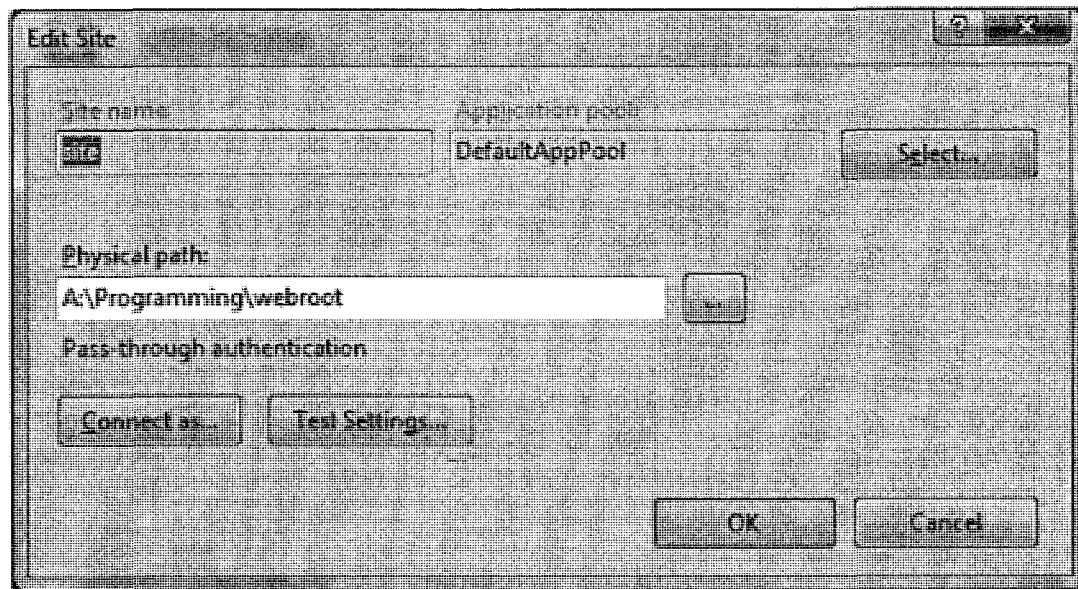 Edit Site
Site name
Application pool:
site
DefaultAppPool
Select...
Physical path:
A:\Programming\webroot
...
Pass-through authentication
Connect as...
Test Settings...
OK
Cancel